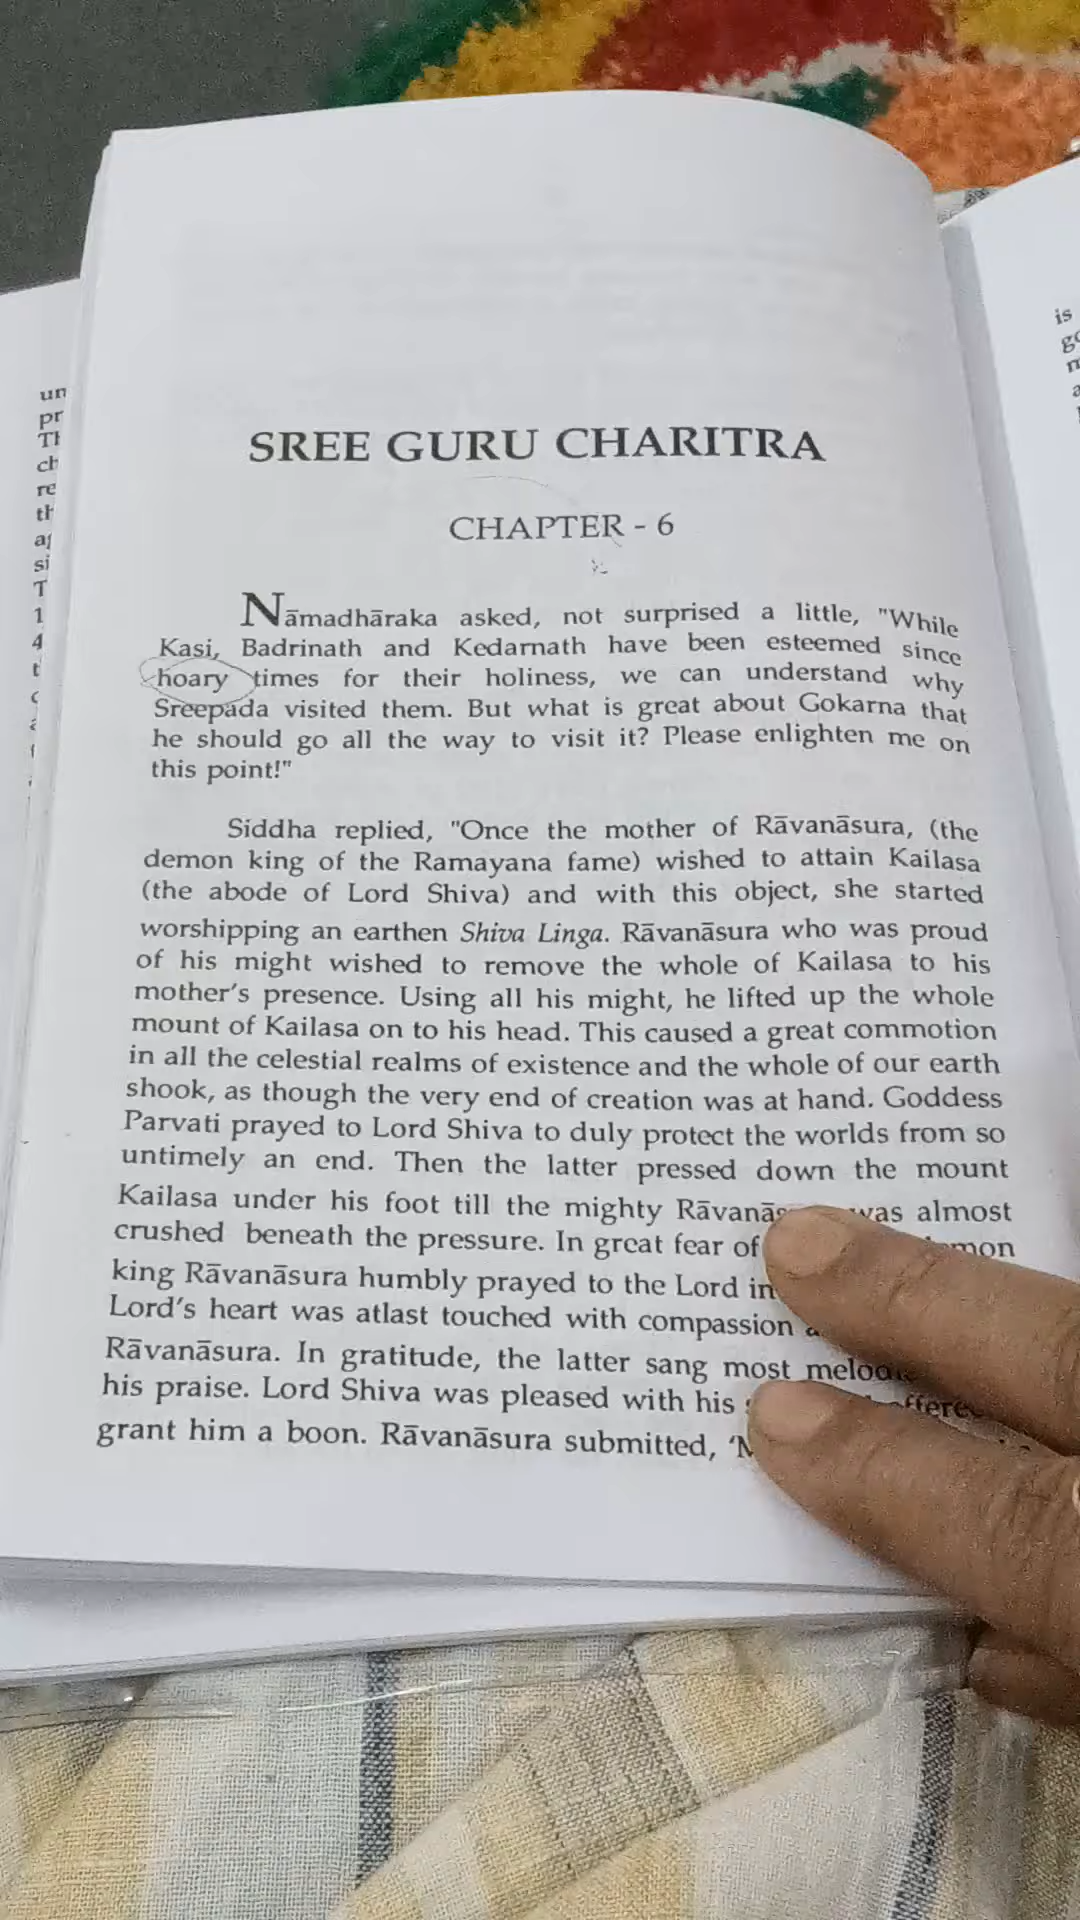 SREE GURU CHARITRA
CHAPTER - 6
Nāmadhāraka asked, not surprised a little, "While
Kasi, Badrinath and Kedarnath have been esteemed since
hoary times for their holiness, we can understand why
Sreepada visited them. But what is great about Gokarna that
he should go all the way to visit it? Please enlighten me on
this point!"
Siddha replied, "Once the mother of Rāvanāsura, (the
demon king of the Ramayana fame) wished to attain Kailasa
(the abode of Lord Shiva) and with this object, she started
worshipping an earthen Shiva Linga. Rāvanāsura who was proud
of his might wished to remove the whole of Kailasa to his
mother's presence. Using all his might, he lifted up the whole
mount of Kailasa on to his head. This caused a great commotion
in all the celestial realms of existence and the whole of our earth
shook, as though the very end of creation was at hand. Goddess
Parvati prayed to Lord Shiva to duly protect the worlds from so
untimely an end. Then the latter pressed down the mount
Kailasa under his foot till the mighty was almost
crushed beneath the pressure. In great fear of
king Rāvanāsura humbly prayed to the Lord in
Lord's heart was atlast touched with compassion
Rāvanāsura. In gratitude, the latter sang most
his praise. Lord Shiva was pleased with his
grant him a boon. Rāvanāsura submitted,
is